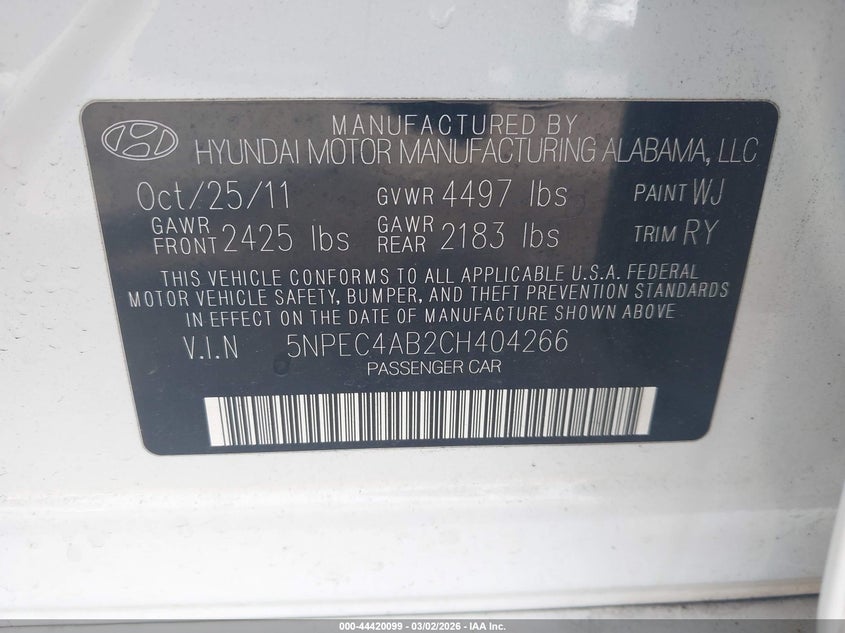 MANUFACTURED BY
HYUNDAI MOTOR MANUFACTURING ALABAMA, LLC
Oct/25/11 GVWR 4497 lbs PAINT WJ
GAWR FRONT 2425 lbs GAWR REAR 2183 lbs TRIM RY
THIS VEHICLE CONFORMS TO ALL APPLICABLE U.S.A. FEDERAL
MOTOR VEHICLE SAFETY, BUMPER, AND THEFT PREVENTION STANDARDS
IN EFFECT ON THE DATE OF MANUFACTURE SHOWN ABOVE.
V.I.N 5NPEC4AB2CH404266
PASSENGER CAR
000-44420099 - 03/02/2026 - IAA Inc.